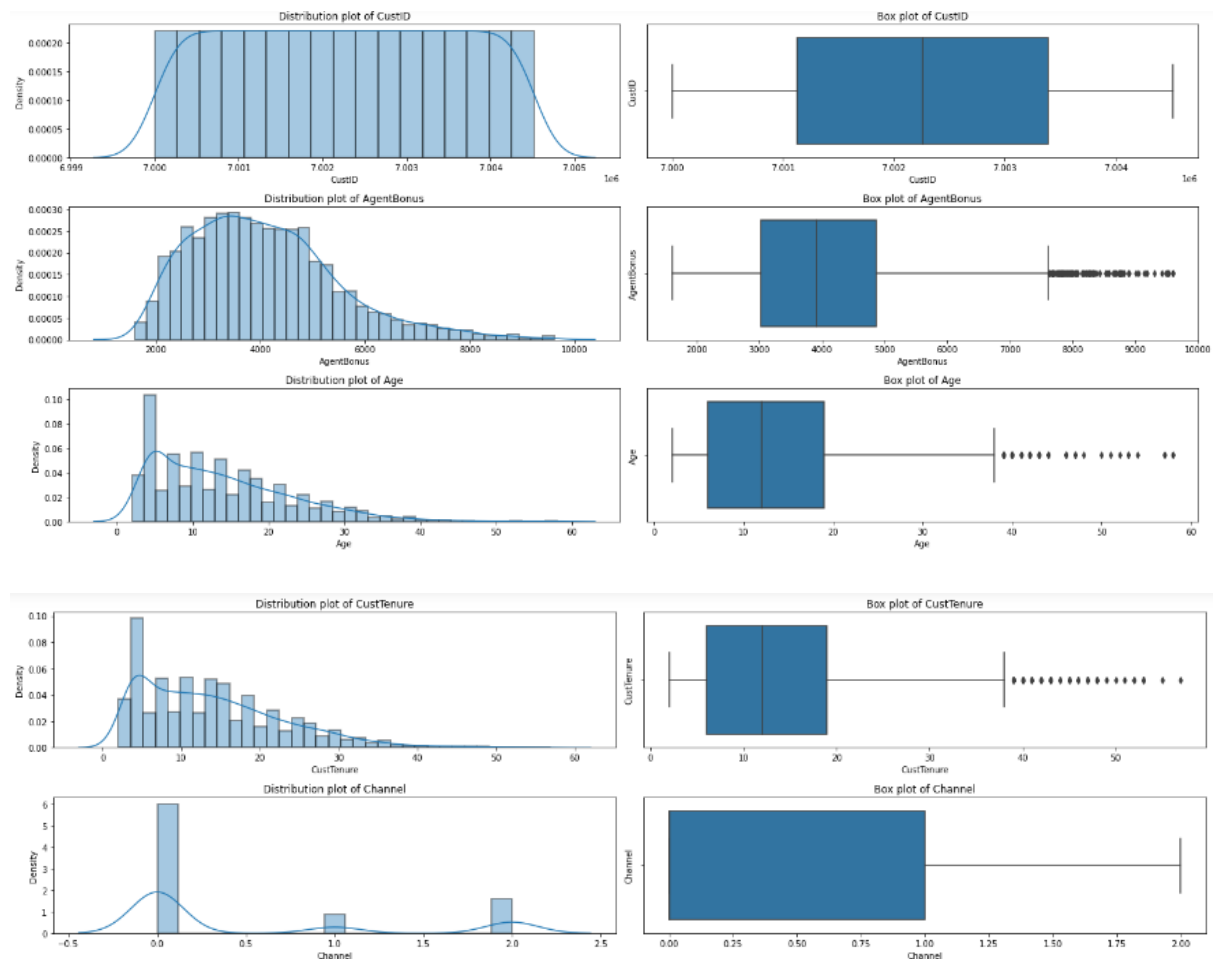 Distribution plot of CustID
Density
0.00020
0.00015
0.00010
0.00005
0.00000
6.999 7.000 7.001 7.002 7.003 7.004 7.005
1e6
CustID
Box plot of CustID
CustID
7.000 7.001 7.002 7.003 7.004
1e6
CustID
Distribution plot of AgentBonus
Density
0.00030
0.00025
0.00020
0.00015
0.00010
0.00005
0.00000
2000 4000 6000 8000 10000
AgentBonus
Box plot of AgentBonus
AgentBonus
2000 3000 4000 5000 6000 7000 8000 9000 10000
AgentBonus
Distribution plot of Age
Density
0.10
0.08
0.06
0.04
0.02
0.00
0 10 20 30 40 50 60
Age
Box plot of Age
Age
0 10 20 30 40 50 60
Age
Distribution plot of CustTenure
Density
0.10
0.08
0.06
0.04
0.02
0.00
0 10 20 30 40 50 60
CustTenure
Box plot of CustTenure
CustTenure
0 10 20 30 40 50
CustTenure
Distribution plot of Channel
Density
6
5
4
3
2
1
0
−0.5 0.0 0.5 1.0 1.5 2.0 2.5
Channel
Box plot of Channel
Channel
0.00 0.25 0.50 0.75 1.00 1.25 1.50 1.75 2.00
Channel